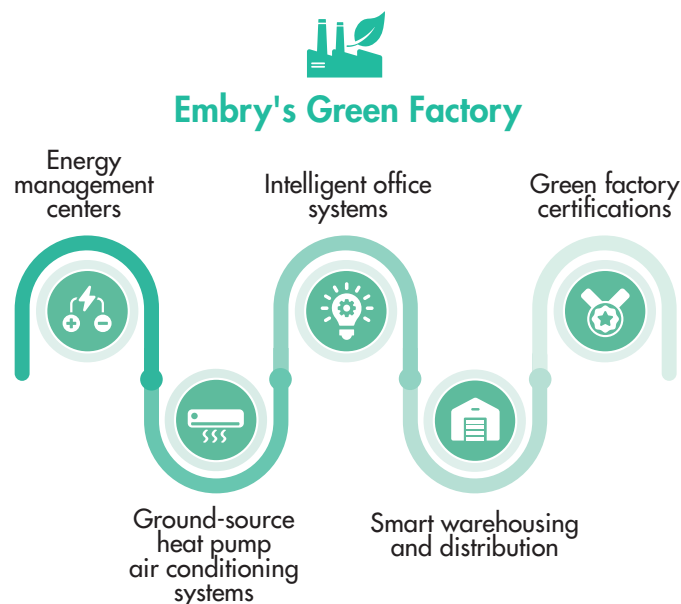 Embry's Green Factory
Energy
management
centers
Ground-source
heat pump
air conditioning
systems
Intelligent office
systems
Smart warehousing
and distribution
Green factory
certifications